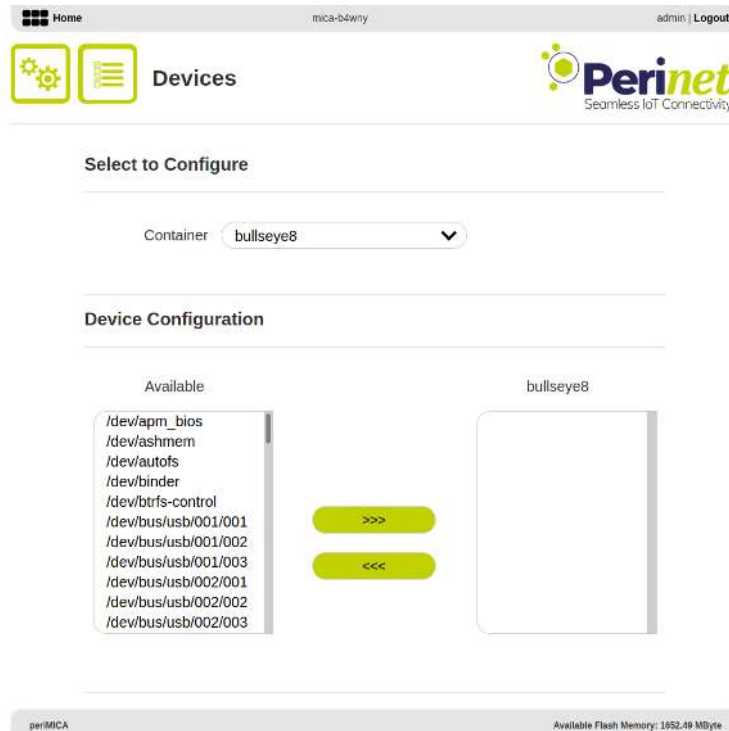 Home mica-b4wny admin | Logout
Devices
Perinet
Seamless IoT Connectivity
Select to Configure
Container bullseye8
Device Configuration
Available bullseye8
/dev/apm_bios
/dev/ashmem
/dev/autofs
/dev/binder
/dev/btrfs-control
/dev/bus/usb/001/001
>>>
/dev/bus/usb/001/002
/dev/bus/usb/001/003
<<<
/dev/bus/usb/002/001
/dev/bus/usb/002/002
/dev/bus/usb/002/003
periMICA Available Flash Memory: 1652.49 MByte